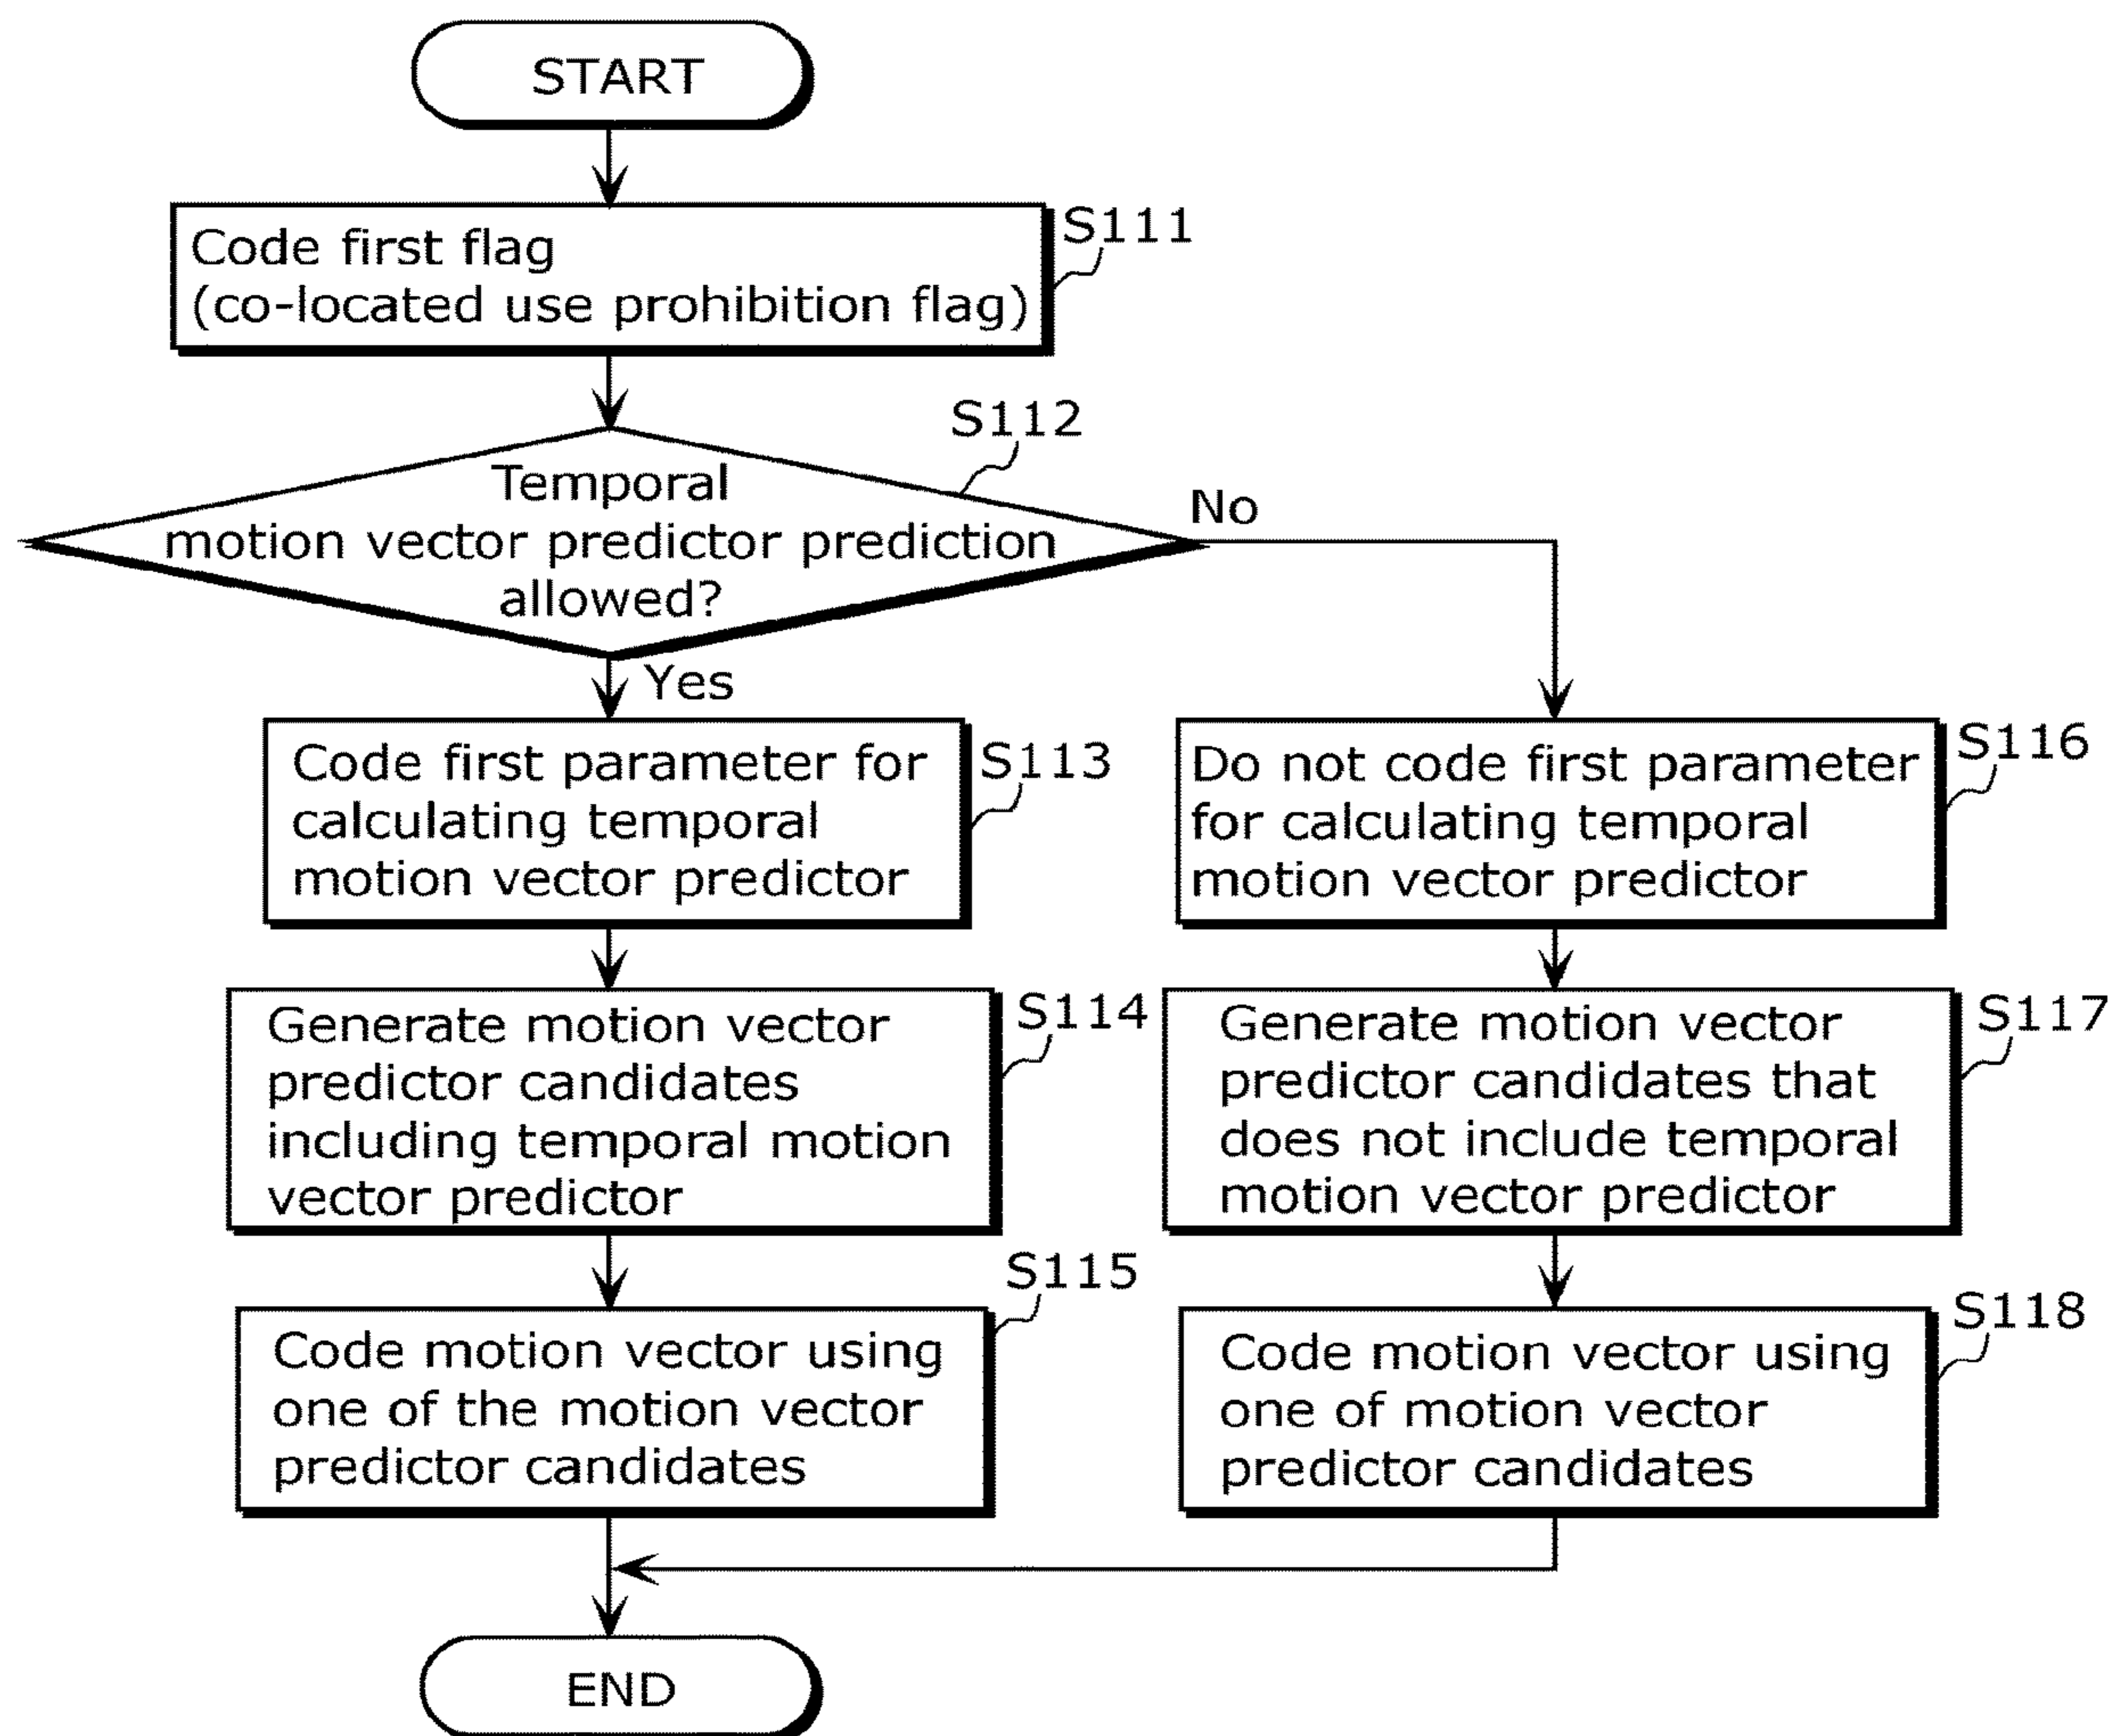 START
Code first flag
(co-located use prohibition flag)
S111
S112
Temporal
motion vector predictor prediction
allowed?
No
Yes
Code first parameter for
calculating temporal
motion vector predictor
S113
Generate motion vector
predictor candidates
including temporal motion
vector predictor
S114
Code motion vector using
one of the motion vector
predictor candidates
S115
Do not code first parameter
for calculating temporal
motion vector predictor
S116
Generate motion vector
predictor candidates that
does not include temporal
motion vector predictor
S117
Code motion vector using
one of motion vector
predictor candidates
S118
END